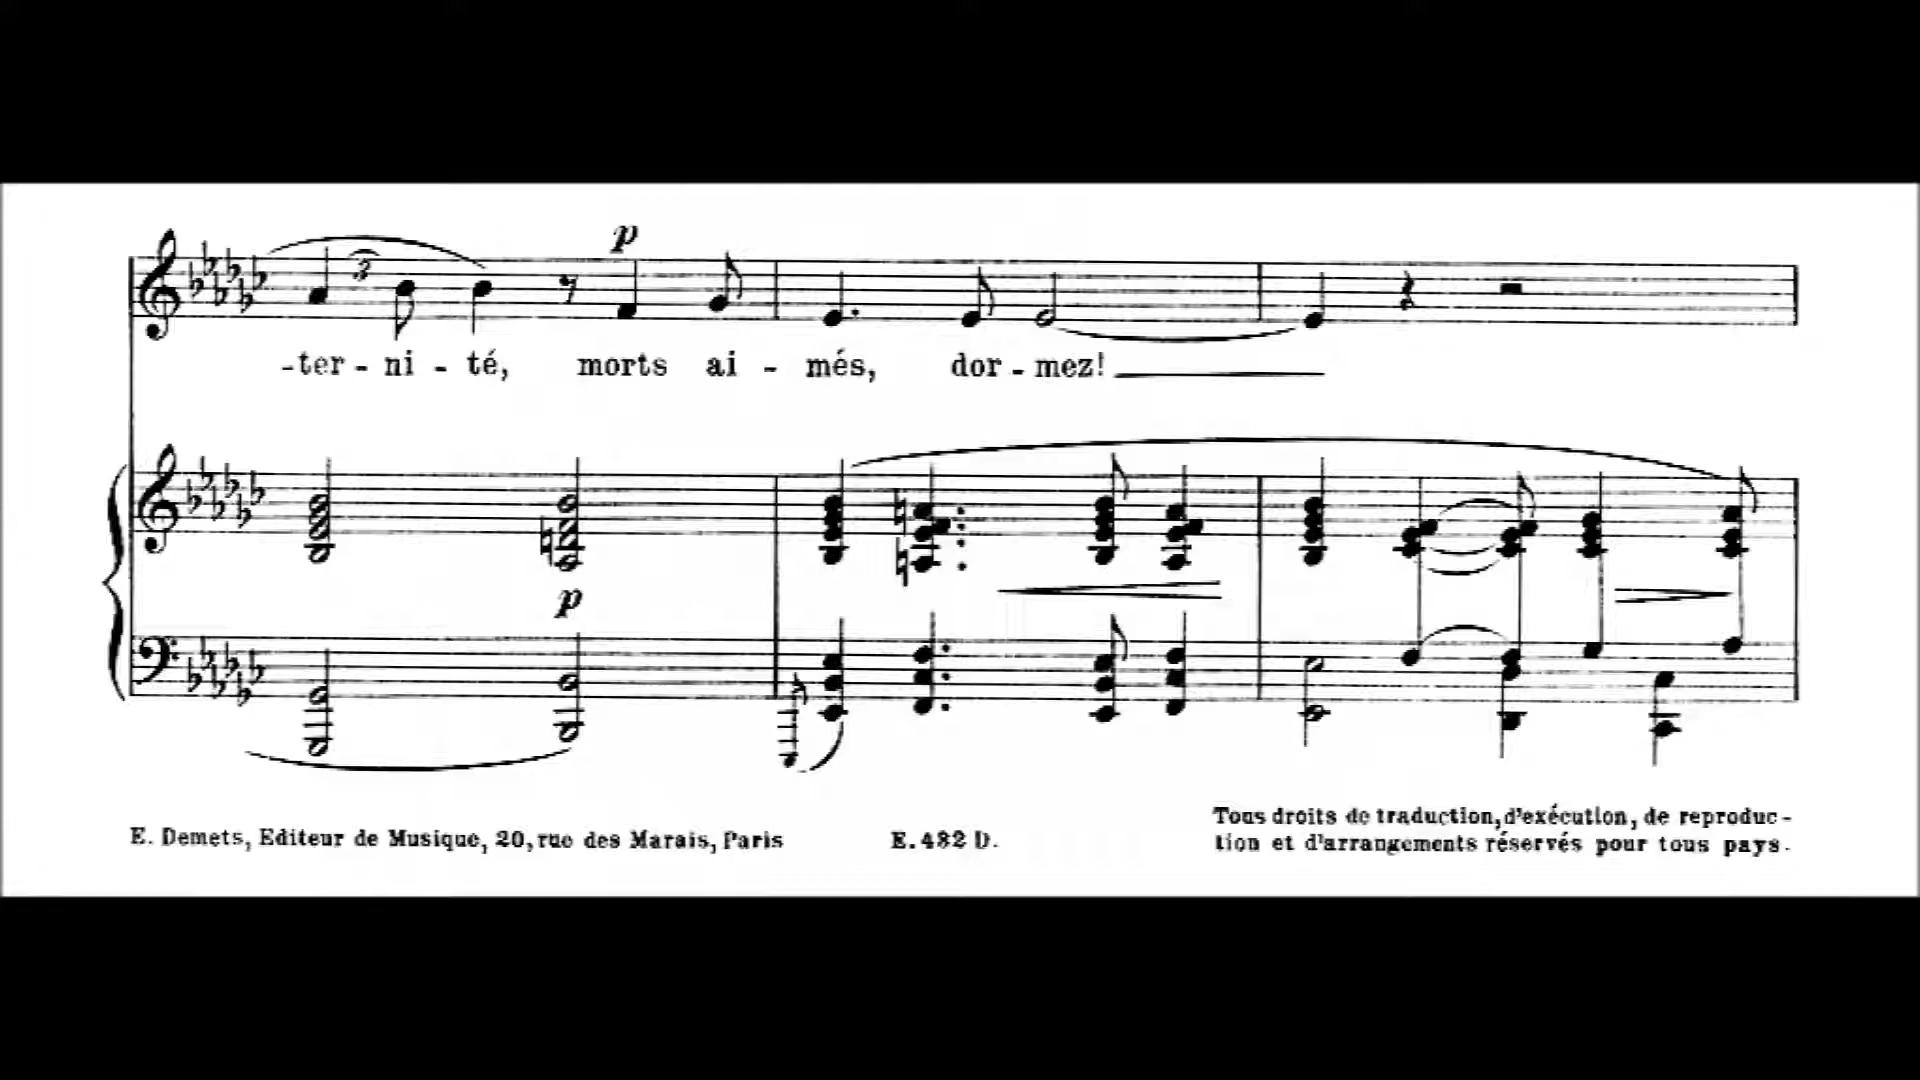 p
3
-ter - ni - té, morts ai - més, dor - mez!
p
E. Demets, Editeur de Musique, 20, rue des Marais, Paris
E. 482 D.
Tous droits de traduction, d'exécution, de reproduc-
tion et d'arrangements réservés pour tous pays.